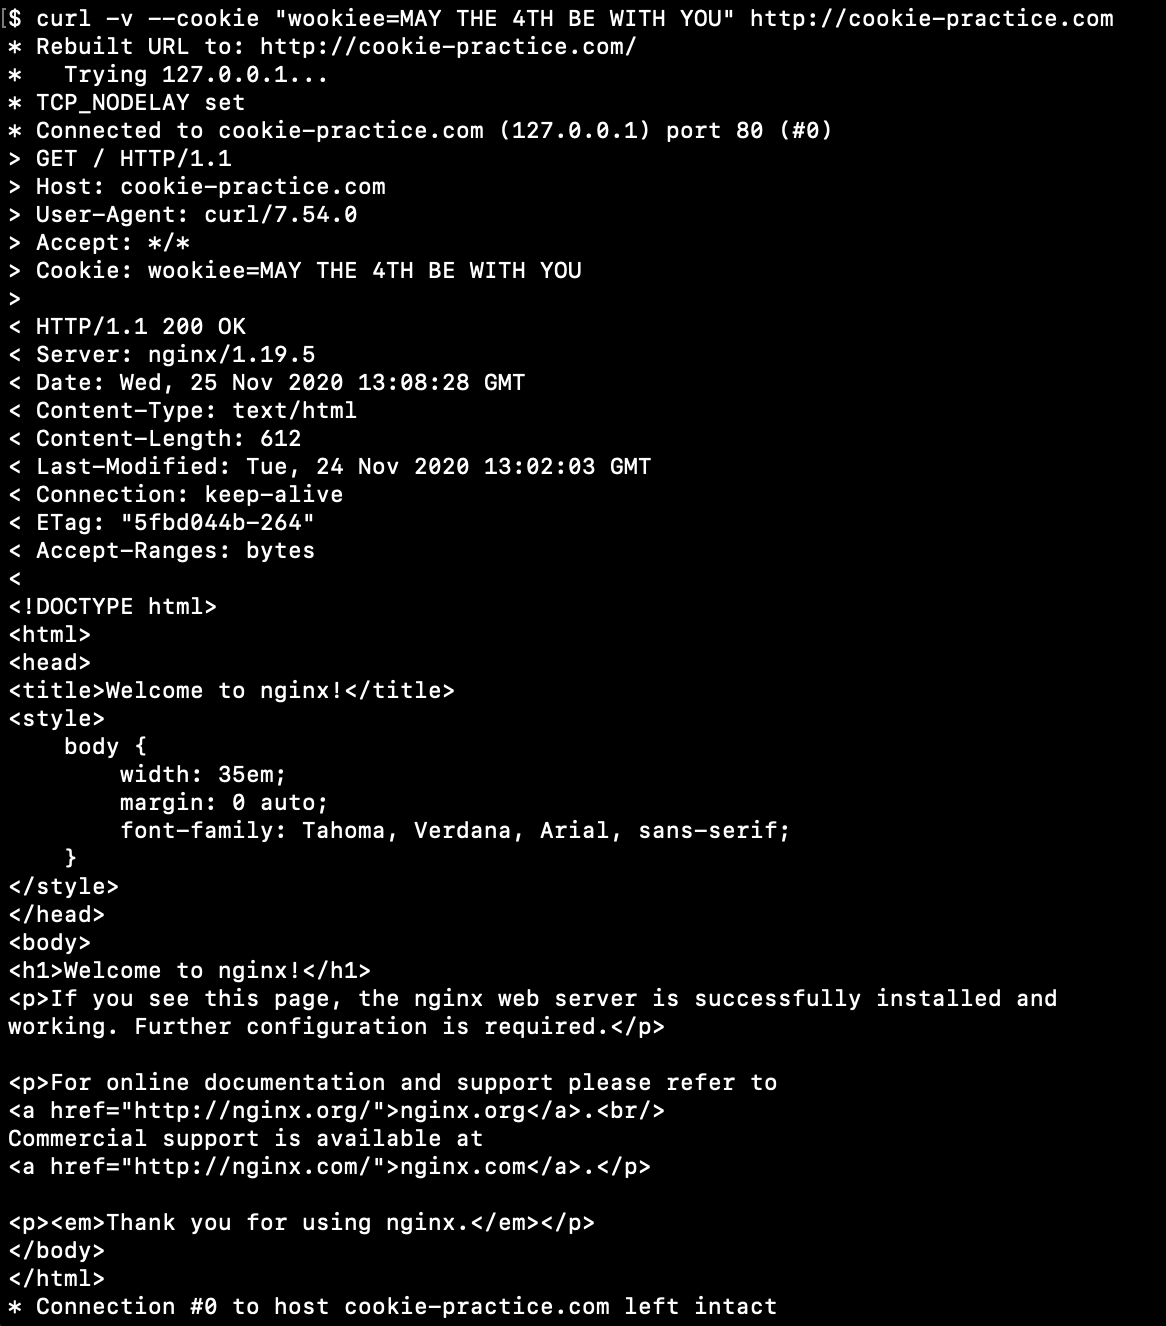 [$ curl -v --cookie "wookiee=MAY THE 4TH BE WITH YOU" http://cookie-practice.com
* Rebuilt URL to: http://cookie-practice.com/
*   Trying 127.0.0.1...
* TCP_NODELAY set
* Connected to cookie-practice.com (127.0.0.1) port 80 (#0)
> GET / HTTP/1.1
> Host: cookie-practice.com
> User-Agent: curl/7.54.0
> Accept: */*
> Cookie: wookiee=MAY THE 4TH BE WITH YOU
>
< HTTP/1.1 200 OK
< Server: nginx/1.19.5
< Date: Wed, 25 Nov 2020 13:08:28 GMT
< Content-Type: text/html
< Content-Length: 612
< Last-Modified: Tue, 24 Nov 2020 13:02:03 GMT
< Connection: keep-alive
< ETag: "5fbd044b-264"
< Accept-Ranges: bytes
<
<!DOCTYPE html>
<html>
<head>
<title>Welcome to nginx!</title>
<style>
    body {
        width: 35em;
        margin: 0 auto;
        font-family: Tahoma, Verdana, Arial, sans-serif;
    }
</style>
</head>
<body>
<h1>Welcome to nginx!</h1>
<p>If you see this page, the nginx web server is successfully installed and
working. Further configuration is required.</p>

<p>For online documentation and support please refer to
<a href="http://nginx.org/">nginx.org</a>.<br/>
Commercial support is available at
<a href="http://nginx.com/">nginx.com</a>.</p>

<p><em>Thank you for using nginx.</em></p>
</body>
</html>
* Connection #0 to host cookie-practice.com left intact